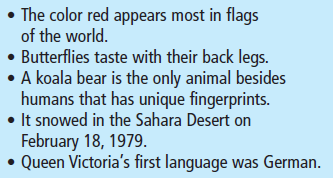 • The color red appears most in flags
of the world.
• Butterflies taste with their back legs.
• A koala bear is the only animal besides
humans that has unique fingerprints.
• It snowed in the Sahara Desert on
February 18, 1979.
• Queen Victoria's first language was German.